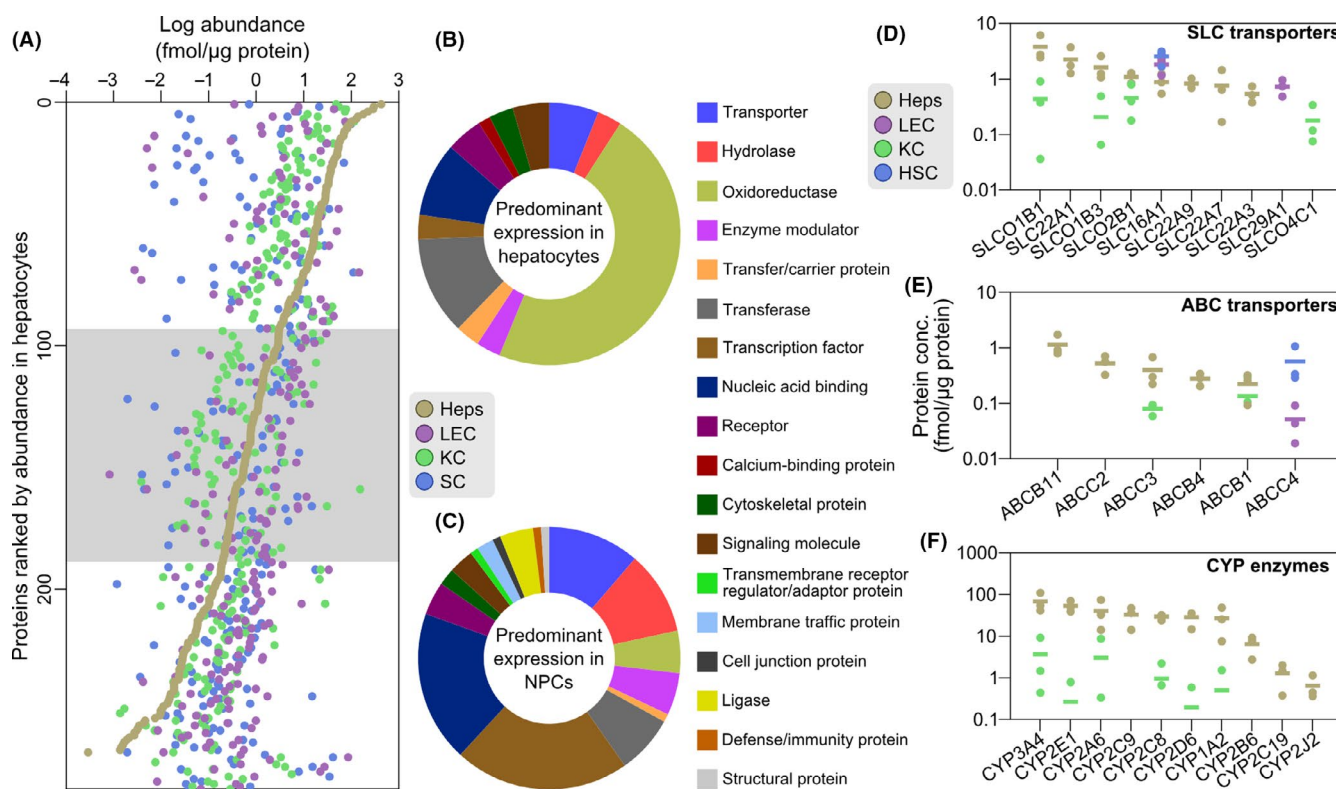 (A)
Log abundance
(fmol/µg protein)
−4 −3 −2 −1 0 1 2 3
0
100
200
Proteins ranked by abundance in hepatocytes
Heps
LEC
KC
SC
(B)
Predominant
expression in
hepatocytes
(C)
Predominant
expression in
NPCs
Transporter
Hydrolase
Oxidoreductase
Enzyme modulator
Transfer/carrier protein
Transferase
Transcription factor
Nucleic acid binding
Receptor
Calcium-binding protein
Cytoskeletal protein
Signaling molecule
Transmembrane receptor
regulator/adaptor protein
Membrane traffic protein
Cell junction protein
Ligase
Defense/immunity protein
Structural protein
(D)
SLC transporters
Heps
LEC
KC
HSC
10
1
0.1
0.01
SLCO1B1
SLC22A1
SLCO1B3
SLCO2B1
SLC16A1
SLC22A9
SLC22A7
SLC22A3
SLC29A1
SLCO4C1
(E)
ABC transporters
Protein conc.
(fmol/µg protein)
10
1
0.1
0.01
ABCB11
ABCC2
ABCC3
ABCB4
ABCB1
ABCC4
(F)
CYP enzymes
1000
100
10
1
0.1
CYP3A4
CYP2E1
CYP2A6
CYP2C9
CYP2C8
CYP2D6
CYP1A2
CYP2B6
CYP2C19
CYP2J2